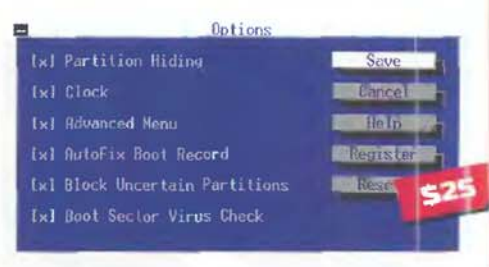 Options
[x] Partition Hiding
Save
[x] Clock
Cancel
[x] Advanced Menu
Help
[x] AutoFix Boot Record
Register
[x] Block Uncertain Partitions
[x] Boot Sector Virus Check
$25